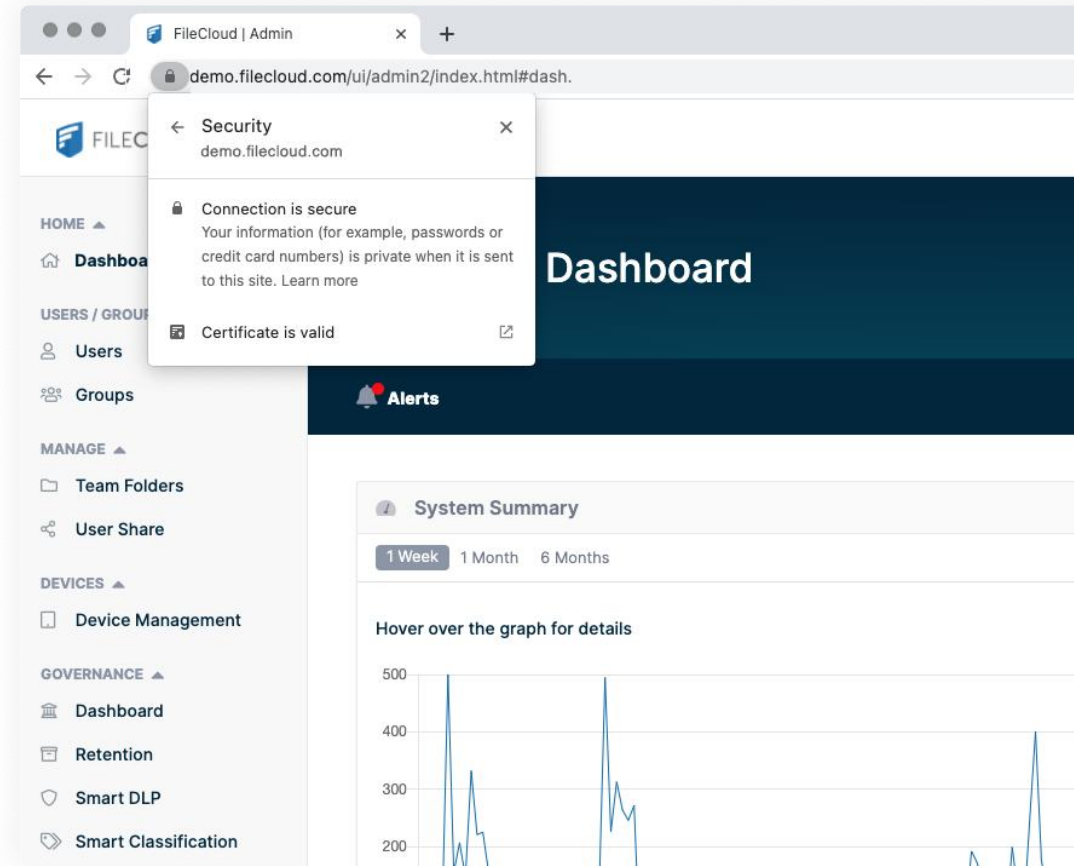 FileCloud | Admin
demo.filecloud.com/ui/admin2/index.html#dash.
FILEC
Security
demo.filecloud.com
Connection is secure
Your information (for example, passwords or
credit card numbers) is private when it is sent
to this site. Learn more
Certificate is valid
HOME
Dashboa
USERS / GROUP
Users
Groups
MANAGE
Team Folders
User Share
DEVICES
Device Management
GOVERNANCE
Dashboard
Retention
Smart DLP
Smart Classification
Dashboard
Alerts
System Summary
1 Week 1 Month 6 Months
Hover over the graph for details
500
400
300
200